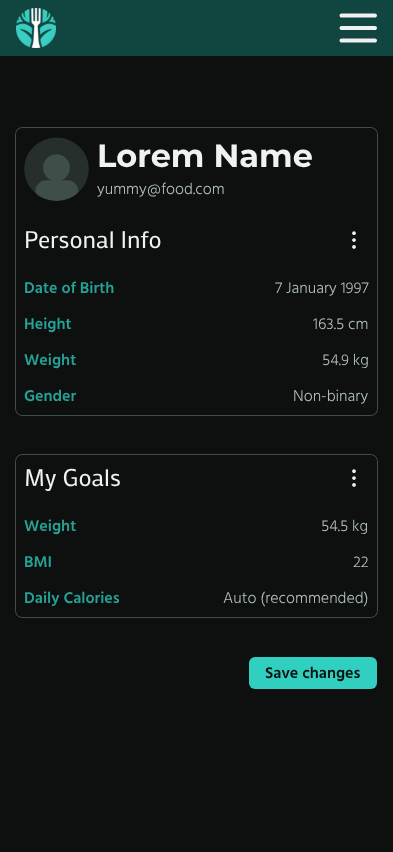 Lorem Name
yummy@food.com
Personal Info
Date of Birth 7 January 1997
Height 163.5 cm
Weight 54.9 kg
Gender Non-binary
My Goals
Weight 54.5 kg
BMI 22
Daily Calories Auto (recommended)
Save changes